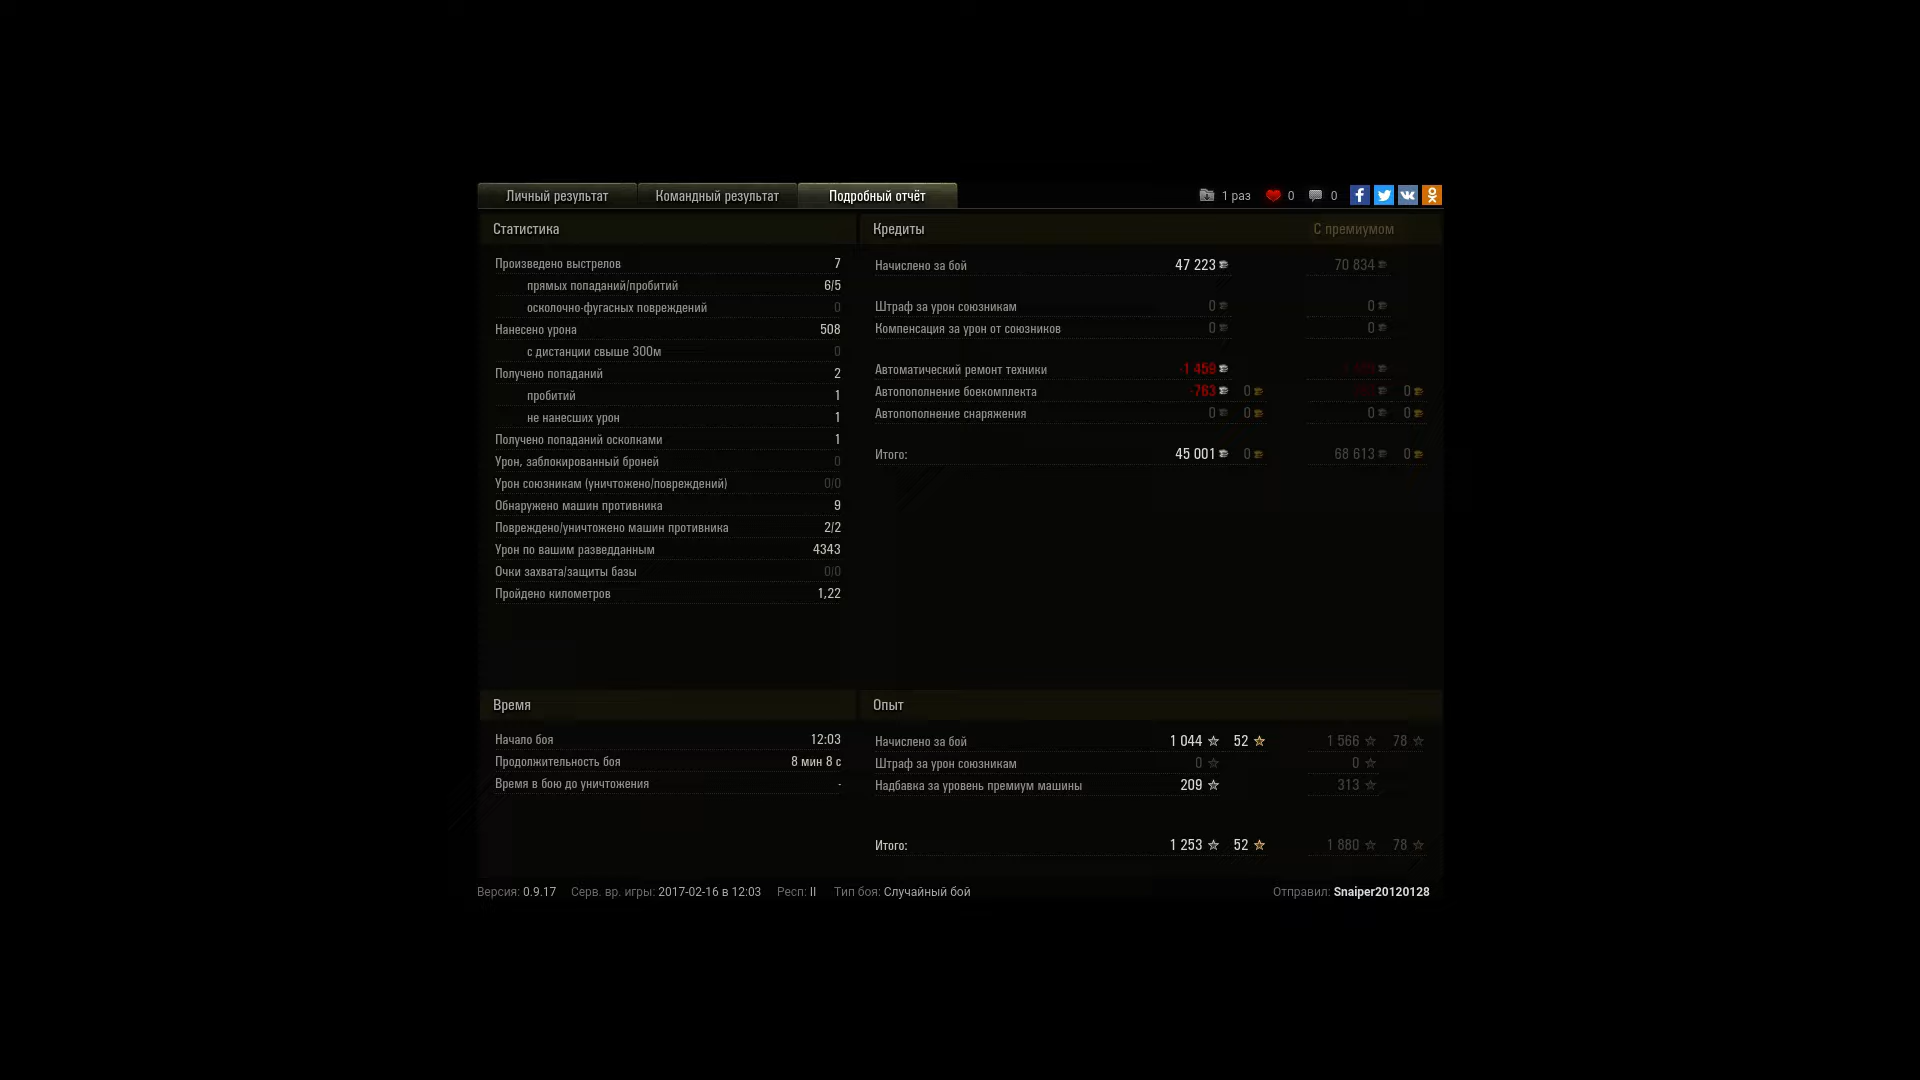 Личный результат Командный результат Подробный отчёт 1 раз 0 0
Статистика
Произведено выстрелов 7
прямых попаданий/пробитий 6/5
осколочно-фугасных повреждений 0
Нанесено урона 508
с дистанции свыше 300м 0
Получено попаданий 2
пробитий 1
не нанесших урон 1
Получено попаданий осколками 1
Урон, заблокированный броней 0
Урон союзникам (уничтожено/повреждений) 0/0
Обнаружено машин противника 9
Повреждено/уничтожено машин противника 2/2
Урон по вашим разведданным 4343
Очки захвата/защиты базы 0/0
Пройдено километров 1,22
Кредиты С премиумом
Начислено за бой 47 223 70 834
Штраф за урон союзникам 0 0
Компенсация за урон от союзников 0 0
Автоматический ремонт техники -1 459
Автопополнение боекомплекта -763 0 0
Автопополнение снаряжения 0 0 0 0
Итого: 45 001 0 68 613 0
Время
Начало боя 12:03
Продолжительность боя 8 мин 8 с
Время в бою до уничтожения -
Опыт
Начислено за бой 1 044 52 1 566 78
Штраф за урон союзникам 0 0
Надбавка за уровень премиум машины 209 313
Итого: 1 253 52 1 880 78
Версия: 0.9.17 Серв. вр. игры: 2017-02-16 в 12:03 Респ: II Тип боя: Случайный бой Отправил: Snaiper20120128